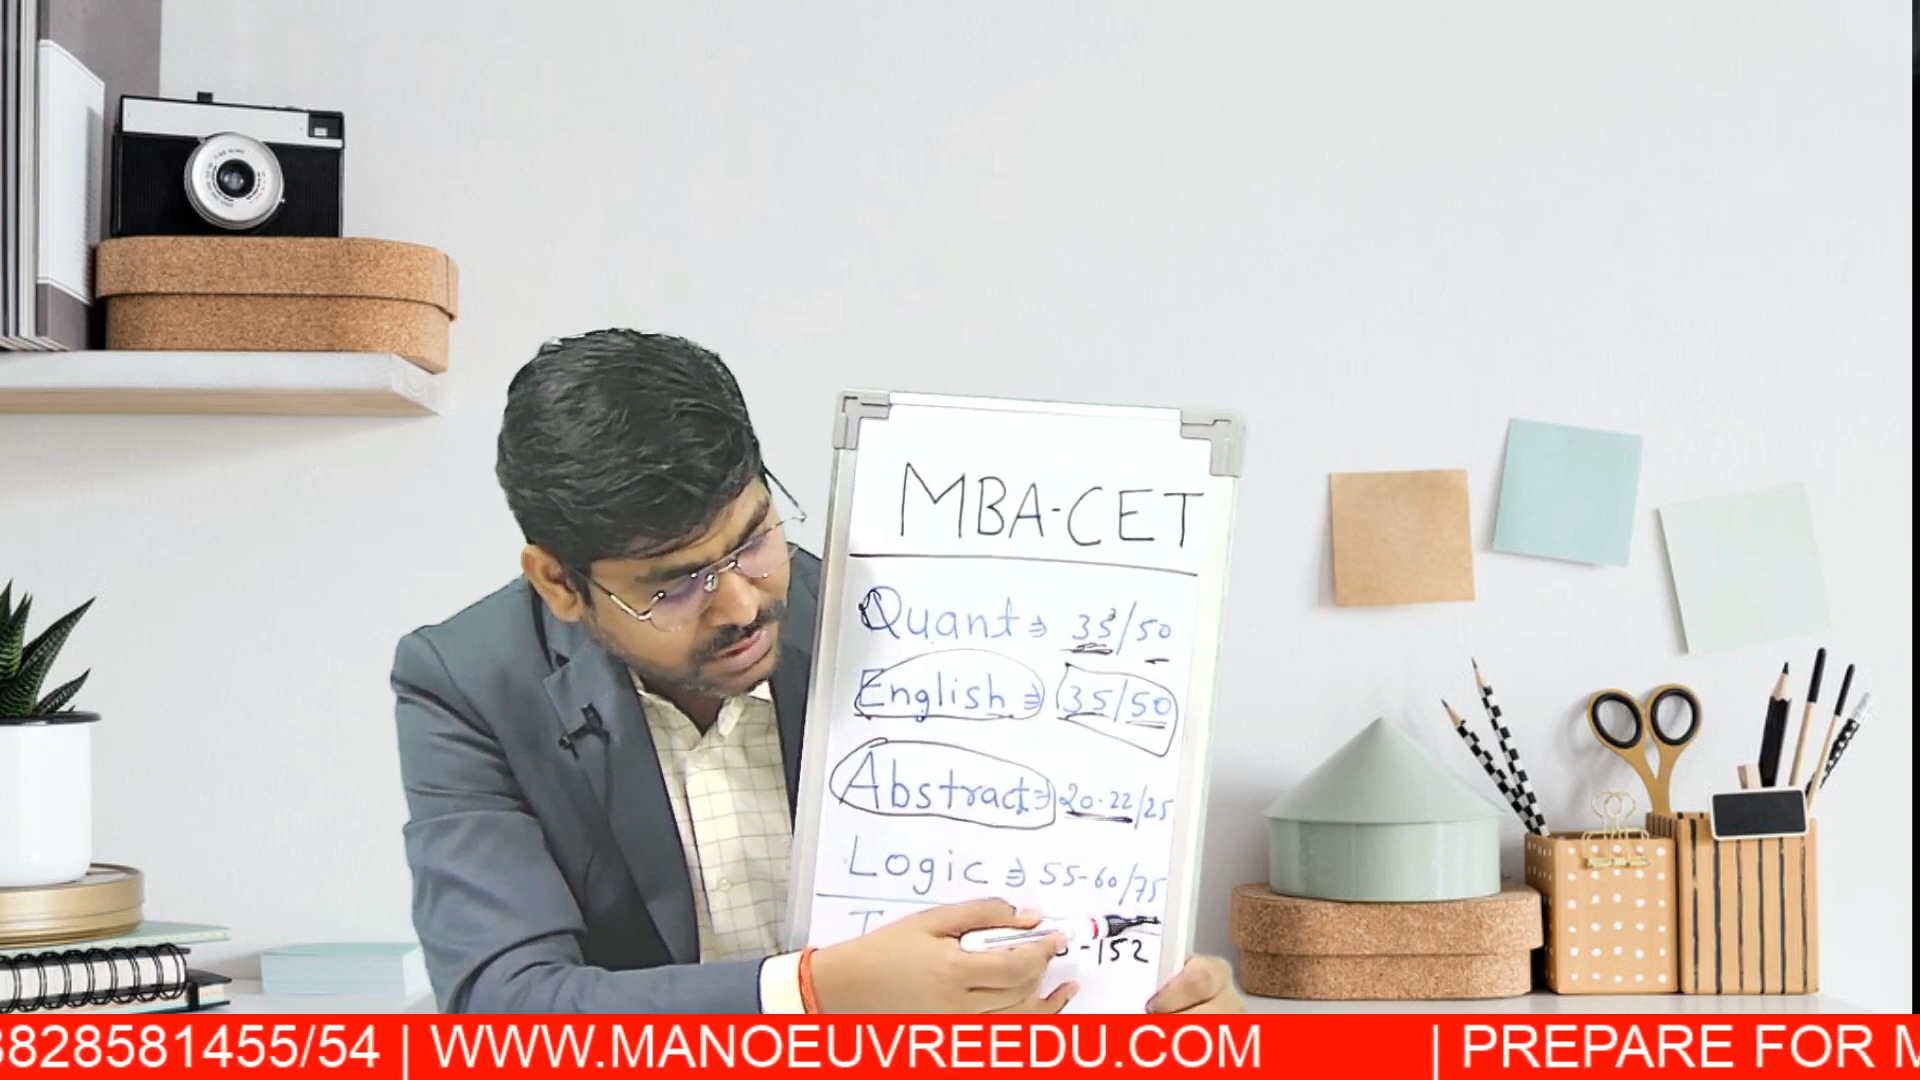 MBA-CET
Quant ⇒ 35/50
English ⇒ 35/50
Abstract ⇒ 20-22/25
Logic ⇒ 55-60/75
-152
3828581455/54 | WWW.MANOEUVREEDU.COM | PREPARE FOR M